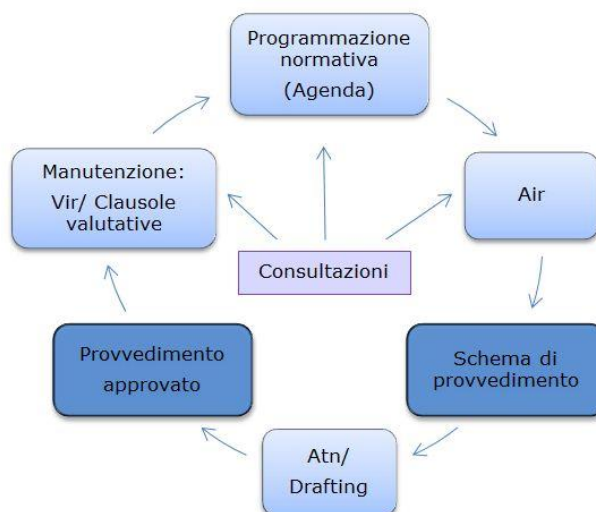 Programmazione
normativa
(Agenda)
Manutenzione:
Vir/ Clausole
valutative
Air
Consultazioni
Provvedimento
approvato
Schema di
provvedimento
Atn/
Drafting